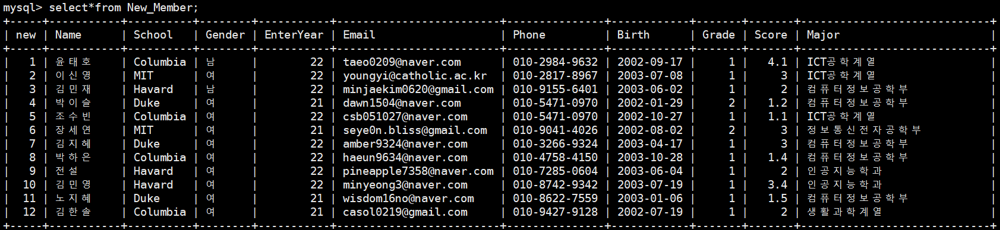 mysql> select*from New_Member;
+-----+-----------+----------+--------+-----------+------------------------+---------------+------------+-------+-------+-----------------------------+
| new | Name | School | Gender | EnterYear | Email | Phone | Birth | Grade | Score | Major |
+-----+-----------+----------+--------+-----------+------------------------+---------------+------------+-------+-------+-----------------------------+
| 1 | 윤태호 | Columbia | 남 | 22 | taeo0209@naver.com | 010-2984-9632 | 2002-09-17 | 1 | 4.1 | ICT공학계열 |
| 2 | 이신영 | MIT | 여 | 22 | youngyi@catholic.ac.kr | 010-2817-8967 | 2003-07-08 | 1 | 3 | ICT공학계열 |
| 3 | 김민재 | Havard | 남 | 22 | minjaekim0620@gmail.com | 010-9155-6401 | 2003-06-02 | 1 | 2 | 컴퓨터정보공학부 |
| 4 | 박이슬 | Duke | 여 | 21 | dawn1504@naver.com | 010-5471-0970 | 2002-01-29 | 2 | 1.2 | 컴퓨터정보공학부 |
| 5 | 조수빈 | Columbia | 여 | 22 | csb051027@naver.com | 010-5471-0970 | 2002-10-27 | 1 | 1.1 | ICT공학계열 |
| 6 | 장세연 | MIT | 여 | 21 | seye0n.bliss@gmail.com | 010-9041-4026 | 2002-08-02 | 2 | 3 | 정보통신전자공학부 |
| 7 | 김지혜 | Duke | 여 | 22 | amber9324@naver.com | 010-3266-9324 | 2003-04-17 | 1 | 3 | 컴퓨터정보공학부 |
| 8 | 박하은 | Columbia | 여 | 22 | haeun9634@naver.com | 010-4758-4150 | 2003-10-28 | 1 | 1.4 | 컴퓨터정보공학부 |
| 9 | 전설 | Havard | 여 | 22 | pineapple7358@naver.com | 010-7285-0604 | 2003-06-04 | 1 | 2 | 인공지능학과 |
| 10 | 김민영 | Havard | 여 | 22 | minyeong3@naver.com | 010-8742-9342 | 2003-07-19 | 1 | 3.4 | 인공지능학과 |
| 11 | 노지혜 | Duke | 여 | 21 | wisdom16no@naver.com | 010-8622-7559 | 2003-01-06 | 1 | 1.5 | 컴퓨터정보공학부 |
| 12 | 김한솔 | Columbia | 여 | 21 | casol0219@gmail.com | 010-9427-9128 | 2002-07-19 | 1 | 2 | 생활과학계열 |
+-----+-----------+----------+--------+-----------+------------------------+---------------+------------+-------+-------+-----------------------------+